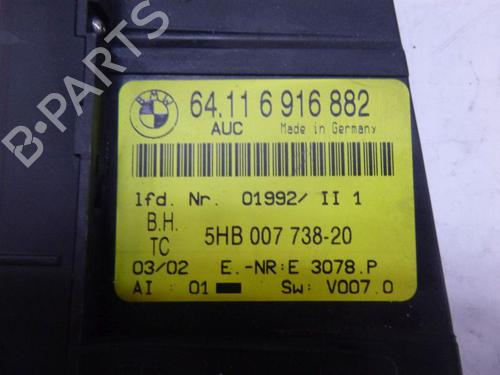 BMW
64.11 6 916 882
AUC Made in Germany
lfd. Nr. 01992/ II 1
B.H.
TC 5HB 007 738-20
03/02 E.-NR:E 3078.P
AI : 01 Sw: V007.0
B-Parts